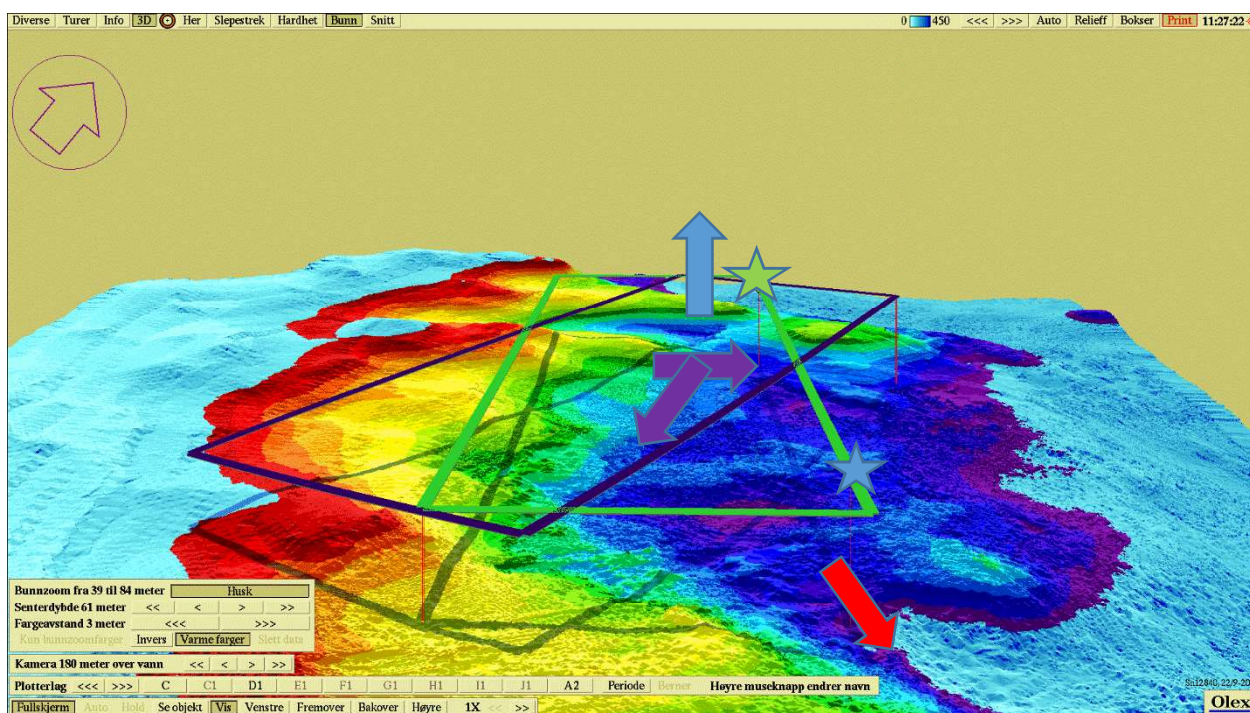 Diverse Turer Info 3D Her Slepestrek Hardhet Bunn Snitt 0 450 <<< >>> Auto Relieff Bokser Print 11:27:22
Bunnzoom fra 39 til 84 meter Husk
Senterdybde 61 meter << < > >>
Fargeavstand 3 meter <<< >>>
Kun bunnzoomfarger Invers Varme farger Slett data
Kamera 180 meter over vann << < > >>
Plotterløg <<< >>> C C1 D1 E1 F1 G1 H1 I1 J1 A2 Periode Berner Høyre museknapp endrer navn
Fullskjerm Auto Hold Se objekt Vis Venstre Fremover Bakover Høyre 1X << >> Olex